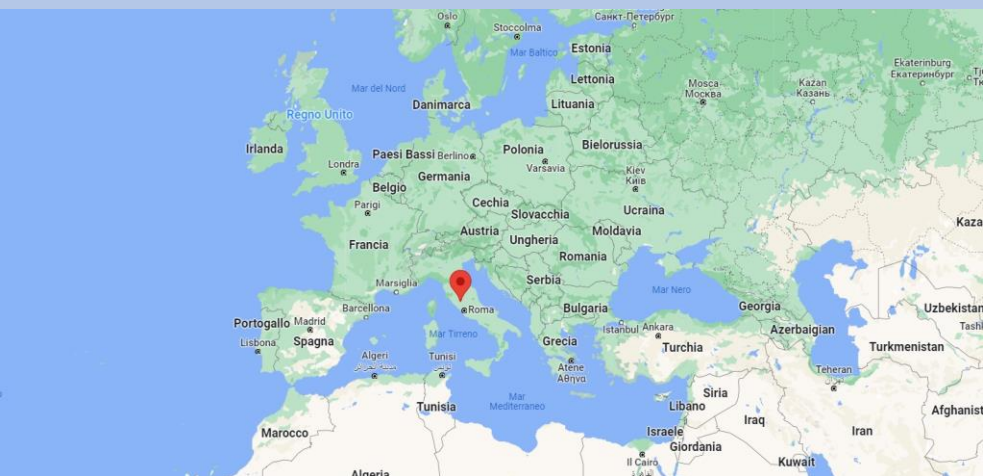 Oslo
Stoccolma
Санкт-Петербург
Mar Baltico
Estonia
Ekaterinburg
Екатеринбург
Lettonia
Mosca
Москва
Kazan
Казань
Mar del Nord
Danimarca
Lituania
Regno Unito
Irlanda
Londra
Paesi Bassi
Berlino
Polonia
Varsavia
Bielorussia
Germania
Belgio
Kiev
Київ
Parigi
Cechia
Slovacchia
Ucraina
Kaza
Francia
Austria
Ungheria
Moldavia
Romania
Marsiglia
Serbia
Mar Nero
Barcellona
Roma
Bulgaria
Georgia
Uzbekistan
Portogallo
Madrid
Lisbona
Spagna
Mar Tirreno
Grecia
Istanbul
Ankara
Azerbaigian
Tash
Turchia
Turkmenistan
Algeri
Tunisi
تونس
Atene
Αθήνα
Teheran
Mar
Mediterraneo
Tunisia
Siria
Libano
Iraq
Afghanist
Marocco
Israele
Iran
Giordania
Il Cairo
Kuwait
Algeria